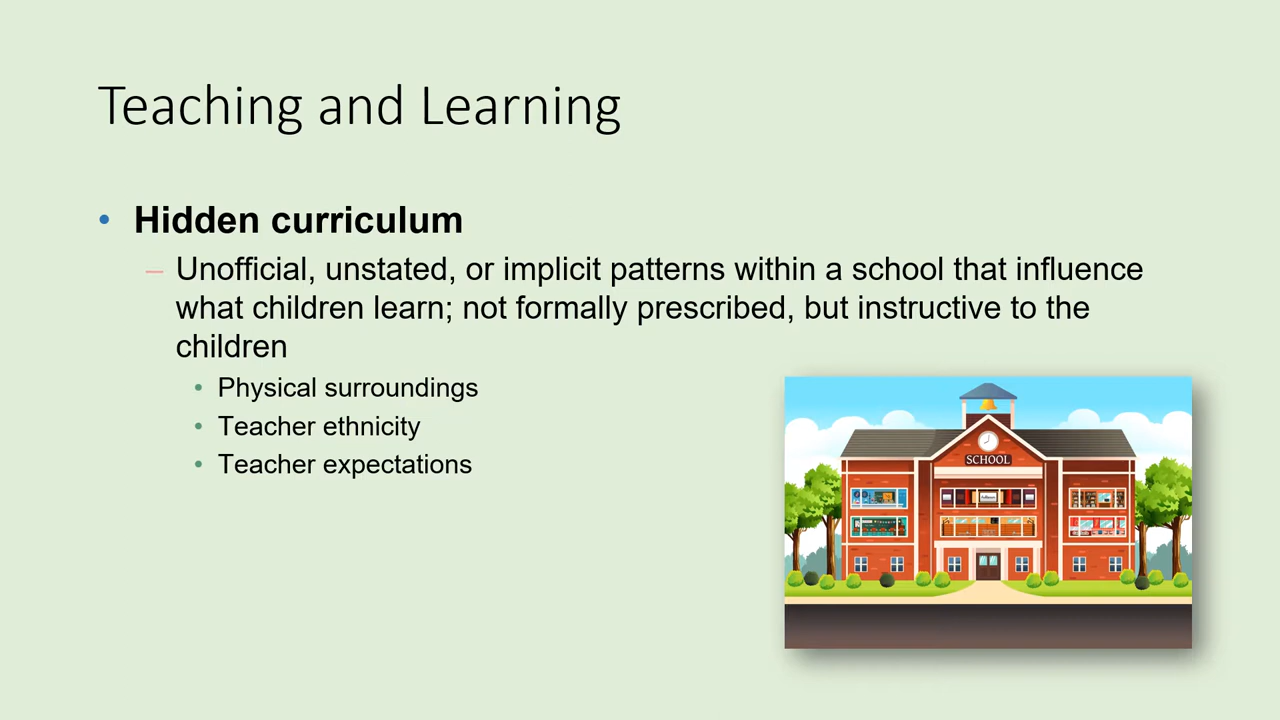 Teaching and Learning
• Hidden curriculum
– Unofficial, unstated, or implicit patterns within a school that influence
what children learn; not formally prescribed, but instructive to the
children
• Physical surroundings
• Teacher ethnicity
• Teacher expectations
SCHOOL